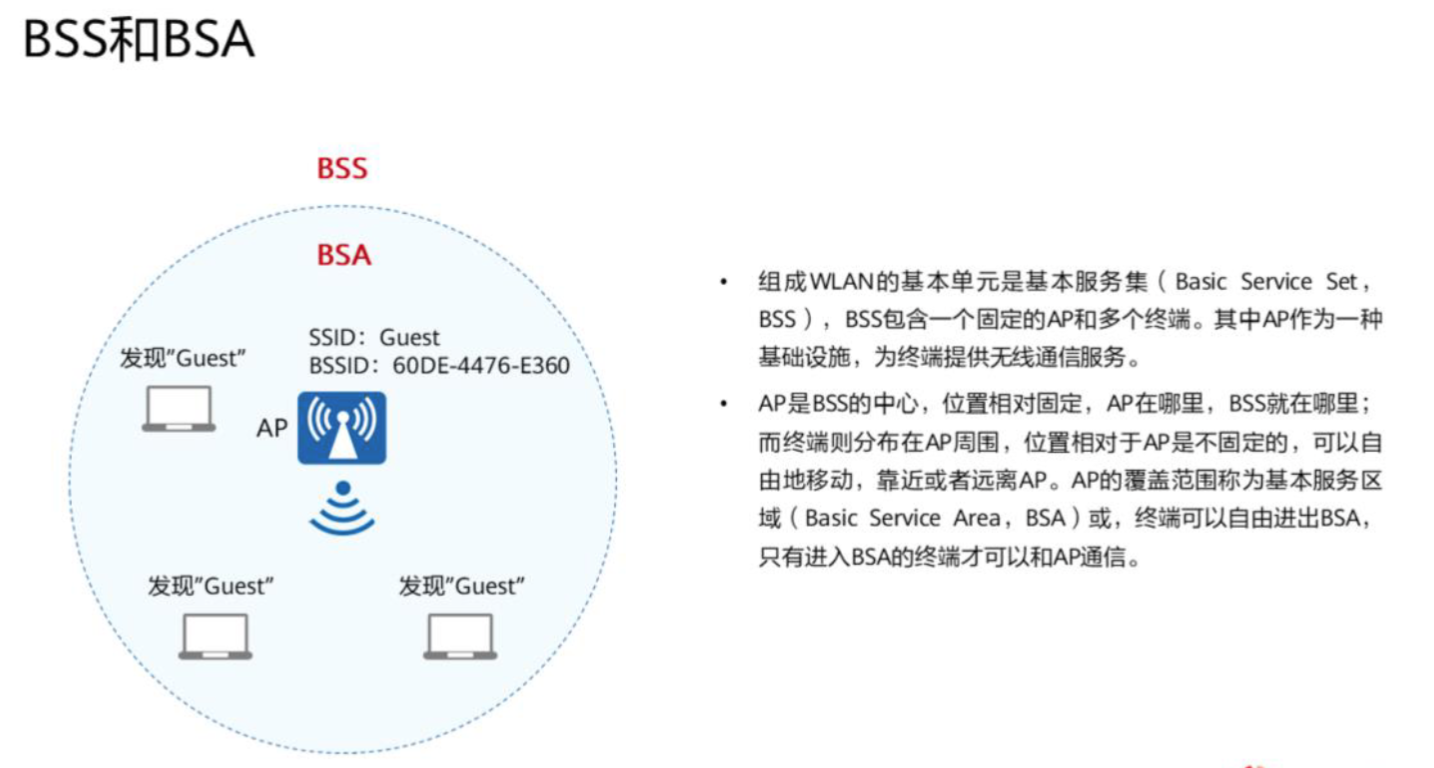 BSS和BSA
BSS
BSA
SSID：Guest
BSSID：60DE-4476-E360
发现”Guest”
AP
发现”Guest”
发现”Guest”
• 组成WLAN的基本单元是基本服务集（Basic Service Set，
BSS），BSS包含一个固定的AP和多个终端。其中AP作为一种
基础设施，为终端提供无线通信服务。
• AP是BSS的中心，位置相对固定，AP在哪里，BSS就在哪里；
而终端则分布在AP周围，位置相对于AP是不固定的，可以自
由地移动，靠近或者远离AP。AP的覆盖范围称为基本服务区
域（Basic Service Area，BSA）或，终端可以自由进出BSA，
只有进入BSA的终端才可以和AP通信。